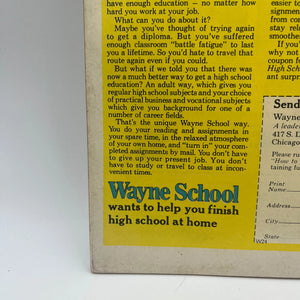 have enough education – no matter how
hard you work at your job.
What can you do about it?
Maybe you've thought of trying again
to get a diploma. But you've suffered
enough classroom "battle fatigue" to last
you a lifetime. So you'd hate to travel that
route again even if you could.
But what if we told you that there was
now a much better way to get a high school
education? An adult way, which gives you
regular high school subjects and your choice
of practical business and vocational subjects
which give you background for one of a
number of career fields.
That's the unique Wayne School way.
You do your reading and assignments in
your spare time, in the relaxed atmosphere
of your own home, and "turn in" your com-
pleted assignments by mail. You don't have
to give up your present job. You don't
have to study or travel to class at incon-
venient times.
Wayne School
wants to help you finish
high school at home
easier to
alignment
from co
stay rela
smoothe
If you'
why not
coupon f
High Scho
ant surpr
Send
Wayne
A leade
417 S. D
Chicago
Please ru
"How to
taining fu
Print
Name
Address
City
State
W24